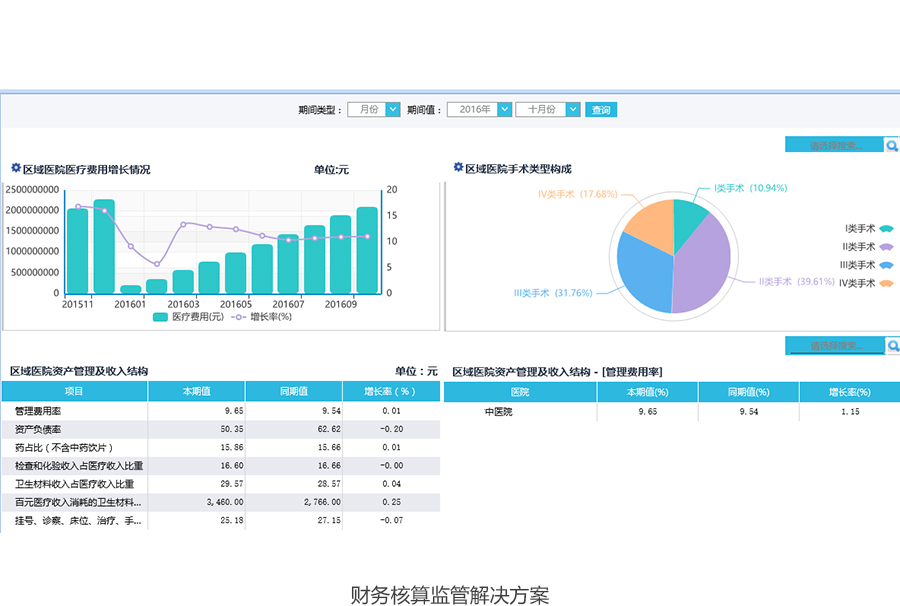 期间类型： 月份 期间值： 2016年 十月份 查询
请选择搜索...
区域医院医疗费用增长情况 单位:元
2500000000
2000000000
1500000000
1000000000
500000000
0
20
15
10
5
0
201511 201601 201603 201605 201607 201609
医疗费用(元) 增长率(%)
区域医院手术类型构成
IV类手术 (17.68%)
I类手术 (10.94%)
III类手术 (31.76%)
II类手术 (39.61%)
I类手术
II类手术
III类手术
IV类手术
请选择搜索...
区域医院资产管理及收入结构 单位：元
项目 本期值 同期值 增长率（%）
管理费用率 9.65 9.54 0.01
资产负债率 50.35 62.62 -0.20
药占比（不含中药饮片） 15.86 15.66 0.01
检查和化验收入占医疗收入比重 16.60 16.66 -0.00
卫生材料收入占医疗收入比重 29.57 28.57 0.04
百元医疗收入消耗的卫生材料... 3,460.00 2,766.00 0.25
挂号、诊察、床位、治疗、手... 25.18 27.15 -0.07
区域医院资产管理及收入结构 - [管理费用率]
医院 本期值(%) 同期值(%) 增长率(%)
中医院 9.65 9.54 1.15
财务核算监管解决方案